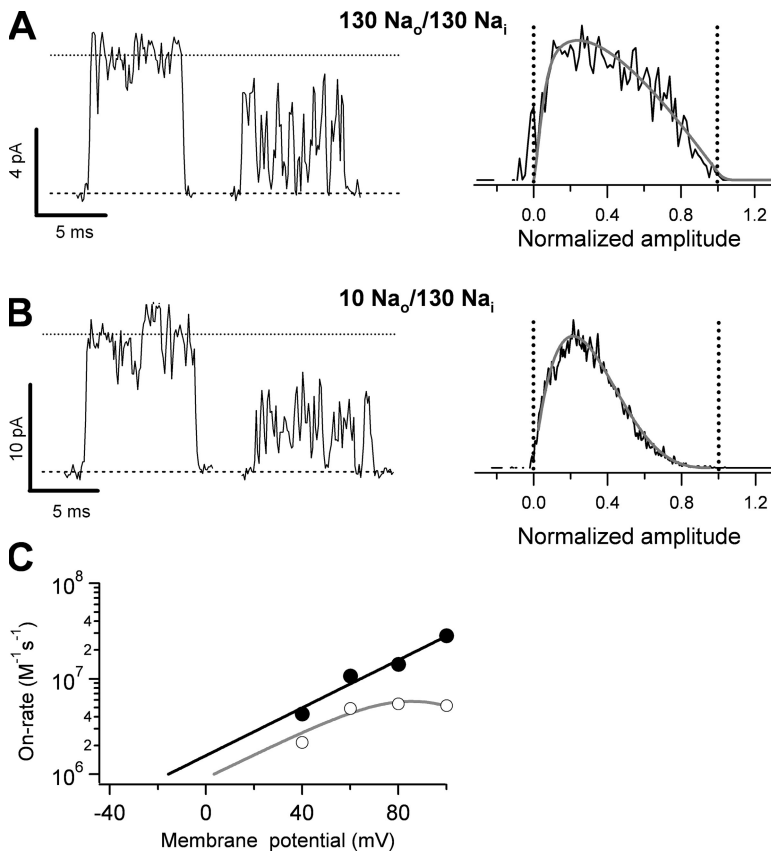 A
130 Naₒ/130 Naᵢ
4 pA
5 ms
0.0 0.4 0.8 1.2
Normalized amplitude
B
10 Naₒ/130 Naᵢ
10 pA
5 ms
0.0 0.4 0.8 1.2
Normalized amplitude
C
On-rate (M⁻¹s⁻¹)
10⁸
4
2
10⁷
4
2
10⁶
-40 0 40 80
Membrane potential (mV)